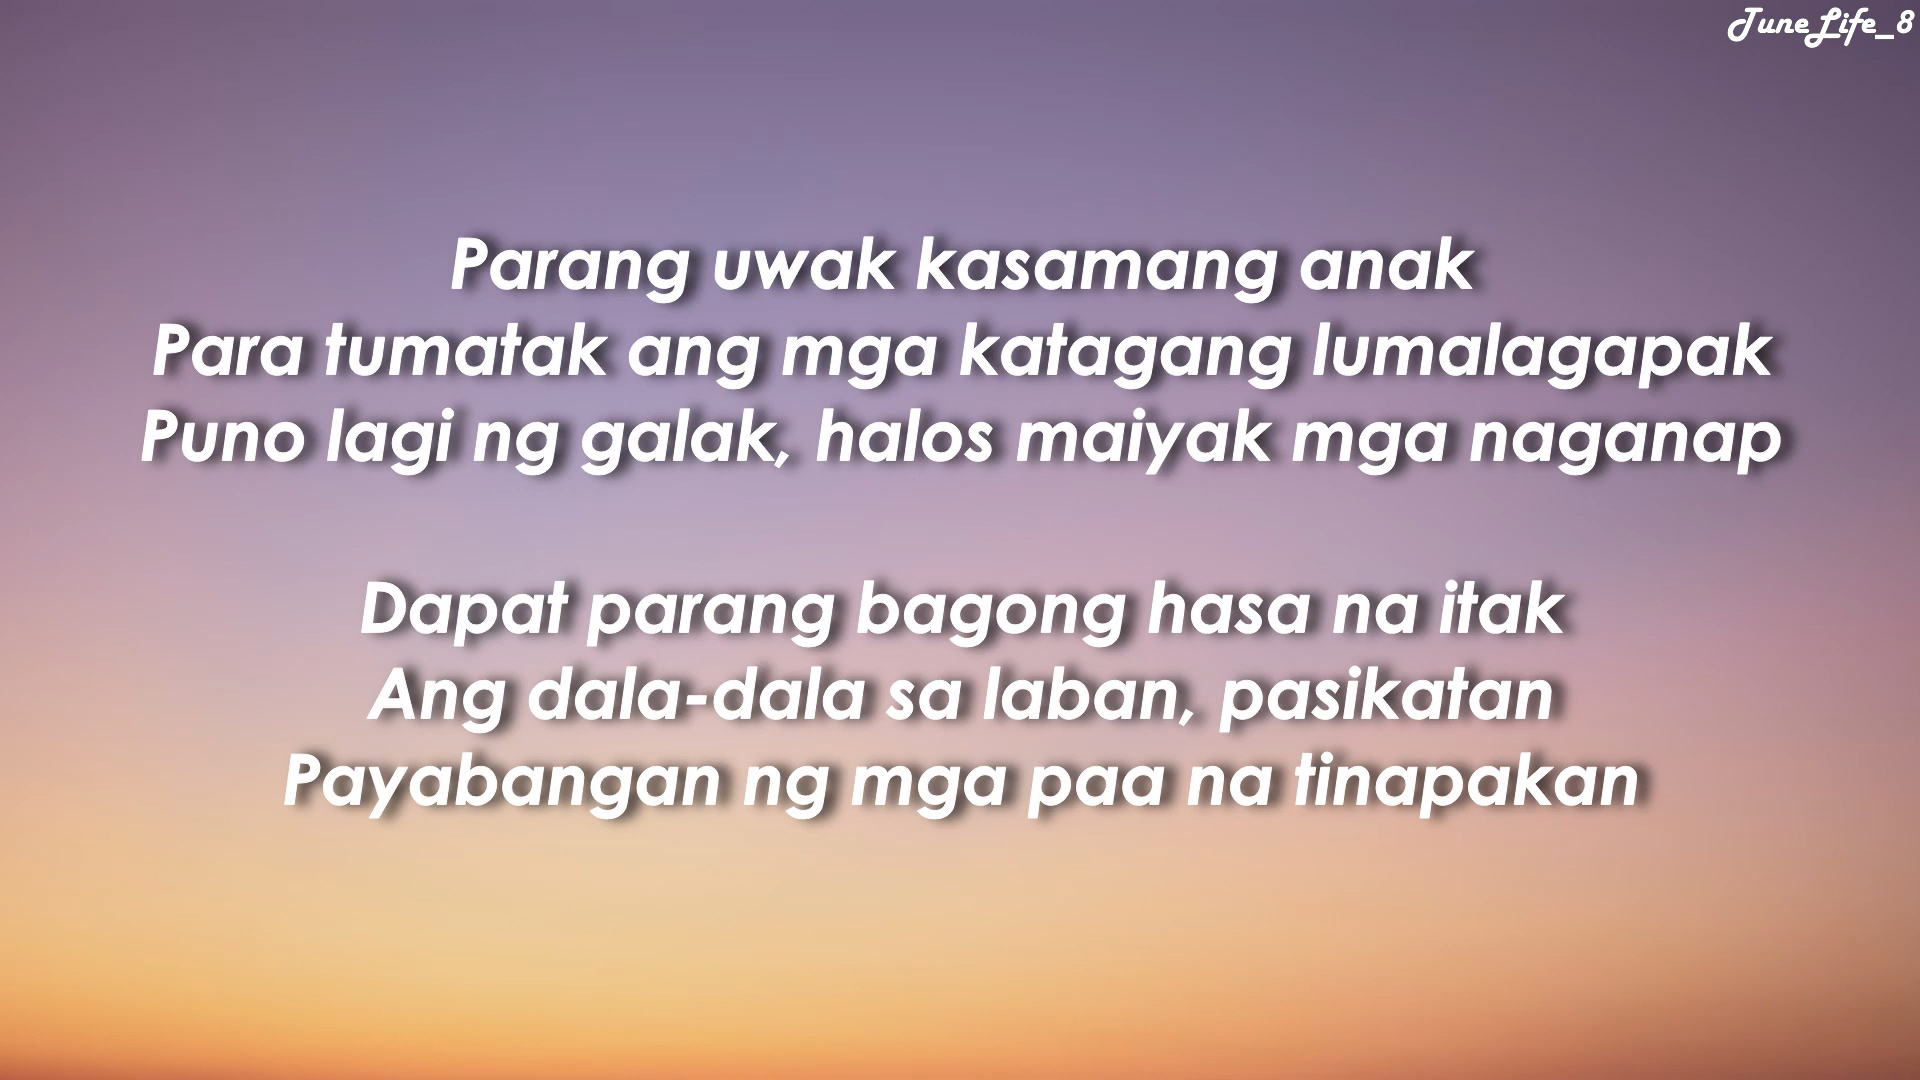 TuneLife_8
Parang uwak kasamang anak
Para tumatak ang mga katagang lumalagapak
Puno lagi ng galak, halos maiyak mga naganap
Dapat parang bagong hasa na itak
Ang dala-dala sa laban, pasikatan
Payabangan ng mga paa na tinapakan